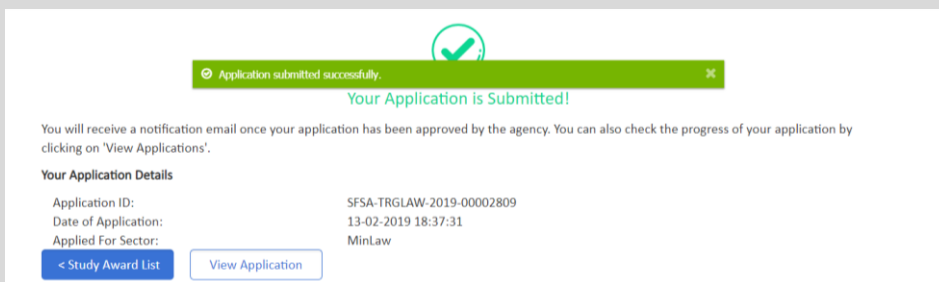 Application submitted successfully.
Your Application is Submitted!
You will receive a notification email once your application has been approved by the agency. You can also check the progress of your application by
clicking on 'View Applications'.
Your Application Details
Application ID: SFSA-TRGLAW-2019-00002809
Date of Application: 13-02-2019 18:37:31
Applied For Sector: MinLaw
< Study Award List View Application